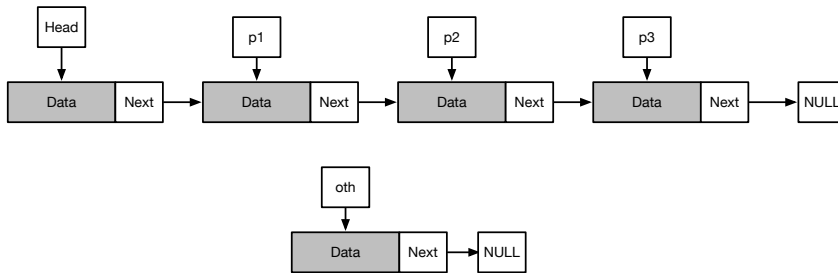 Head p1 p2 p3
Data Next Data Next Data Next Data Next NULL
oth
Data Next NULL